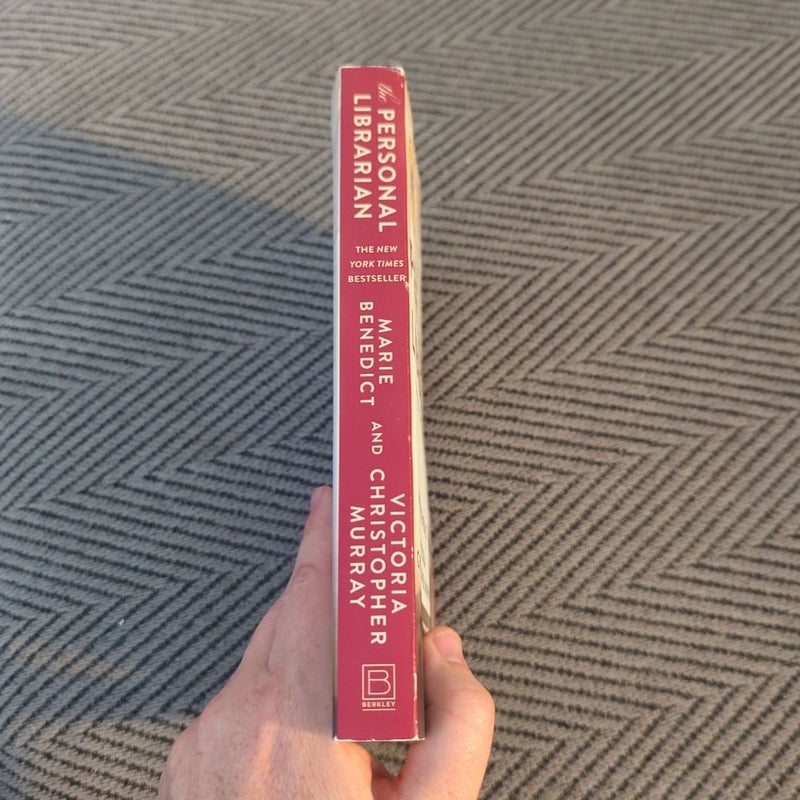 the PERSONAL
LIBRARIAN
THE NEW
YORK TIMES
BESTSELLER
MARIE
BENEDICT
AND
VICTORIA
CHRISTOPHER
MURRAY
B
BERKLEY